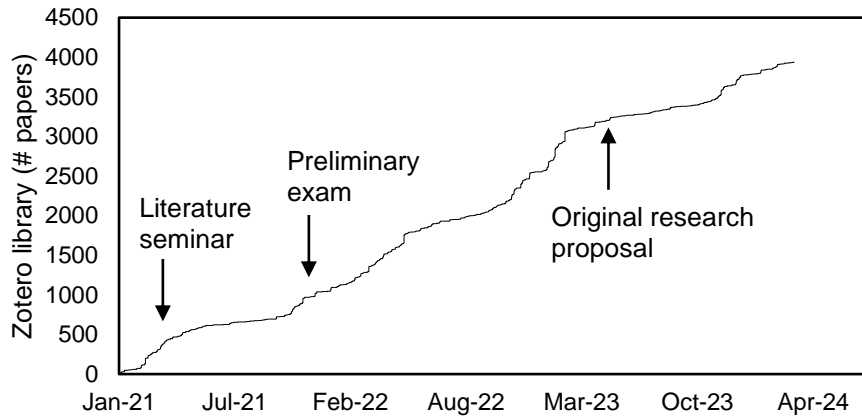 4500
4000
3500
3000
2500
2000
1500
1000
500
0
Zotero library (# papers)
Literature
seminar
Preliminary
exam
Original research
proposal
Jan-21 Jul-21 Feb-22 Aug-22 Mar-23 Oct-23 Apr-24